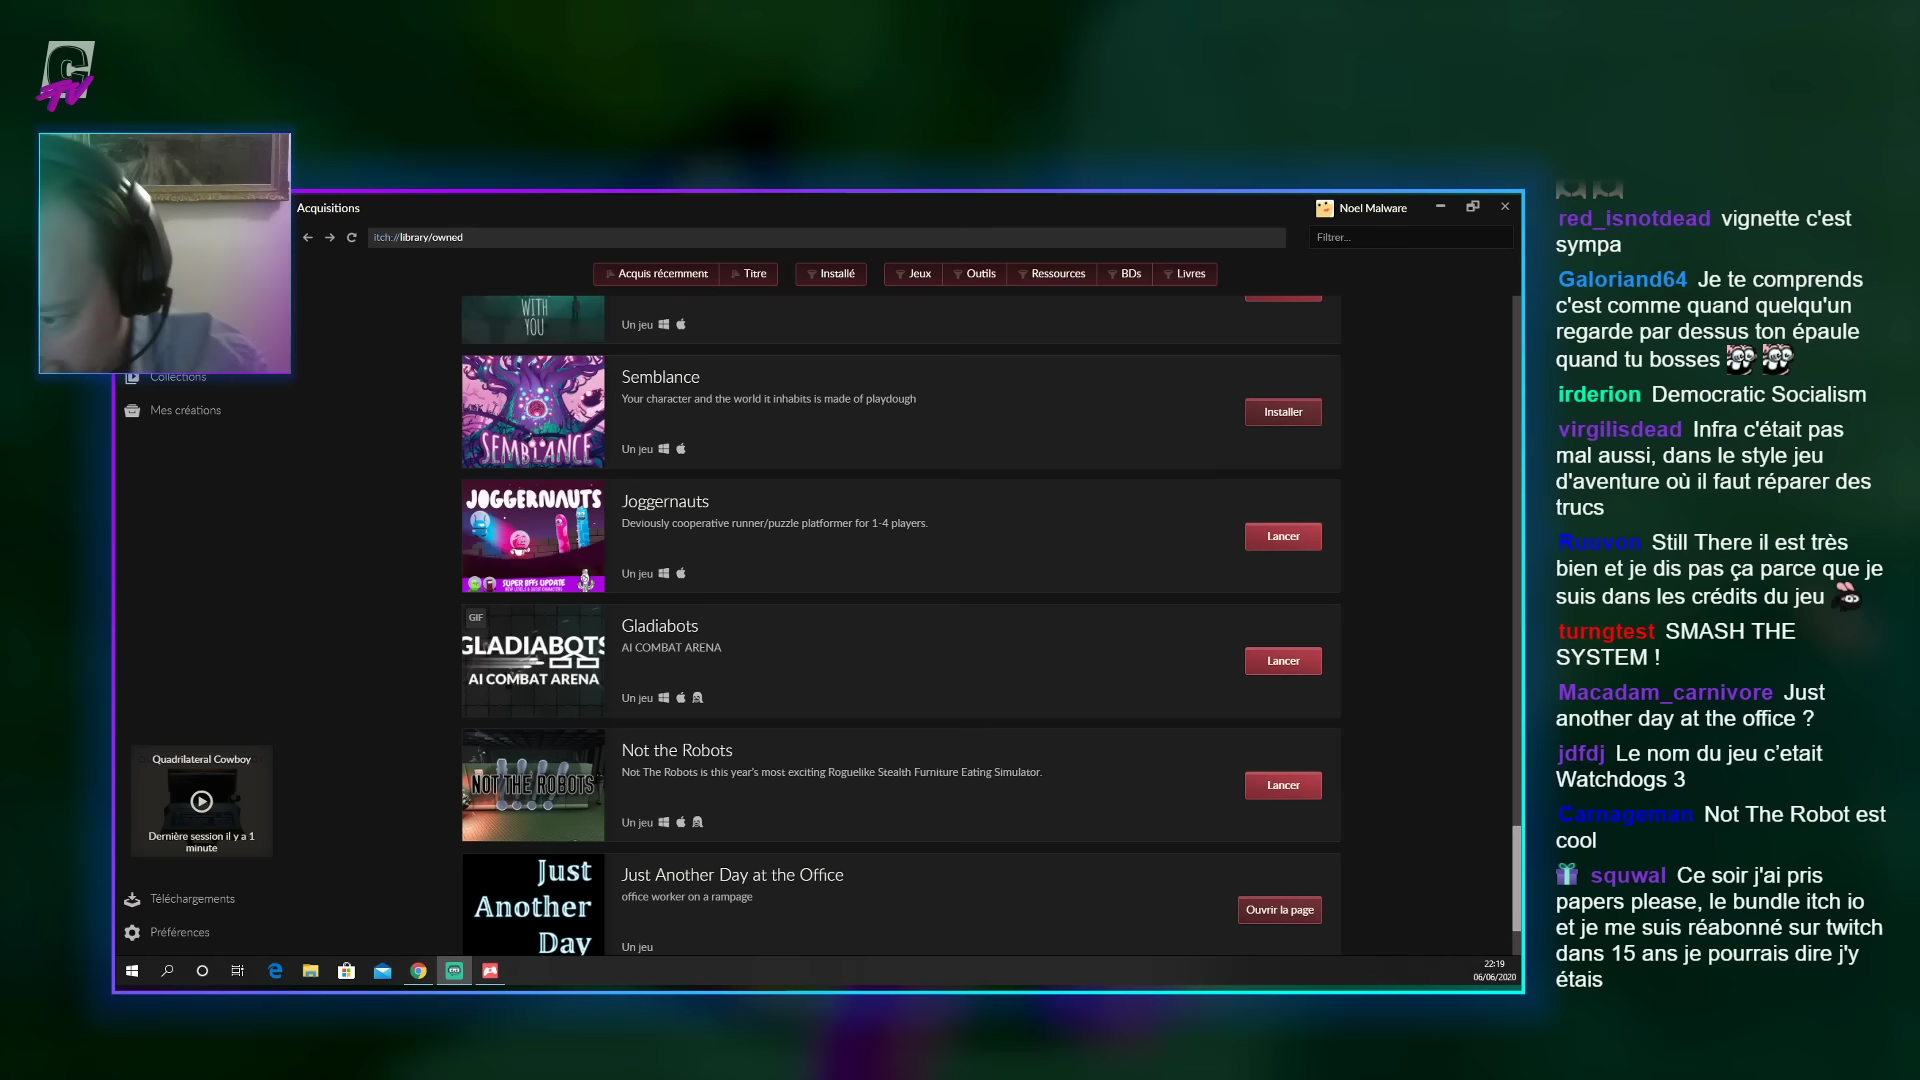 C
TV
Acquisitions
Noel Malware
itch://library/owned
Filtrer...
Acquis récemment
Titre
Installé
Jeux
Outils
Ressources
BDs
Livres
Collections
Mes créations
Quadrilateral Cowboy
Dernière session il y a 1
minute
Téléchargements
Préférences
WITH
YOU
Un jeu
SEMBLANCE
Semblance
Your character and the world it inhabits is made of playdough
Un jeu
Installer
JOGGERNAUTS
SUPER BFFS UPDATE
Joggernauts
Deviously cooperative runner/puzzle platformer for 1-4 players.
Un jeu
Lancer
GIF
GLADIABOTS
AI COMBAT ARENA
Gladiabots
AI COMBAT ARENA
Un jeu
Lancer
NOT THE ROBOTS
Not the Robots
Not The Robots is this year's most exciting Roguelike Stealth Furniture Eating Simulator.
Un jeu
Lancer
Just
Another
Day
Just Another Day at the Office
office worker on a rampage
Un jeu
Ouvrir la page
22:19
06/06/2020
red_isnotdead vignette c'est
sympa
Galoriand64 Je te comprends
c'est comme quand quelqu'un
regarde par dessus ton épaule
quand tu bosses
irderion Democratic Socialism
virgilisdead Infra c'était pas
mal aussi, dans le style jeu
d'aventure où il faut réparer des
trucs
Ruuvon Still There il est très
bien et je dis pas ça parce que je
suis dans les crédits du jeu
turngtest SMASH THE
SYSTEM !
Macadam_carnivore Just
another day at the office ?
jdfdj Le nom du jeu c’etait
Watchdogs 3
Carnageman Not The Robot est
cool
squwal Ce soir j'ai pris
papers please, le bundle itch io
et je me suis réabonné sur twitch
dans 15 ans je pourrais dire j'y
étais